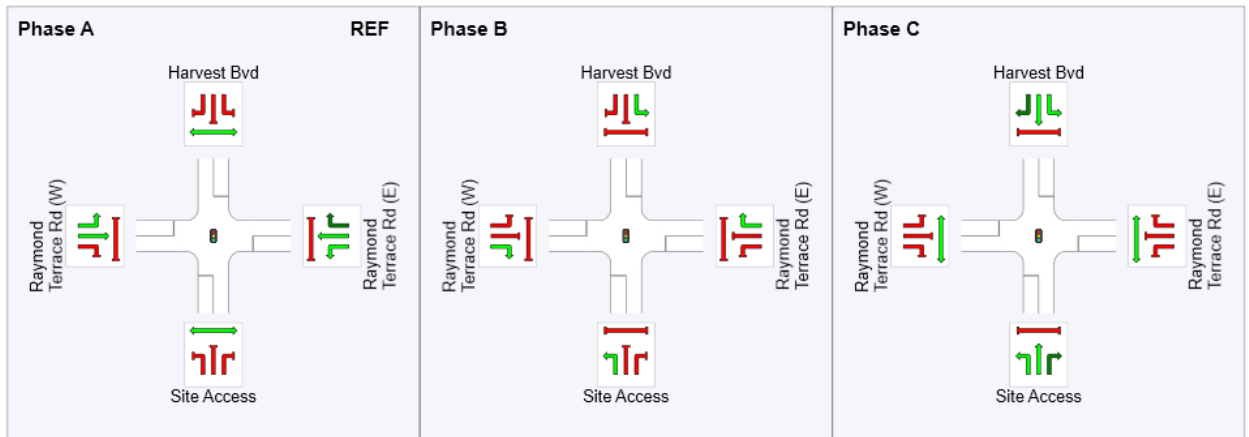 Phase A
REF
Harvest Bvd
Raymond
Terrace Rd (W)
Raymond
Terrace Rd (E)
Site Access
Phase B
Harvest Bvd
Raymond
Terrace Rd (W)
Raymond
Terrace Rd (E)
Site Access
Phase C
Harvest Bvd
Raymond
Terrace Rd (W)
Raymond
Terrace Rd (E)
Site Access